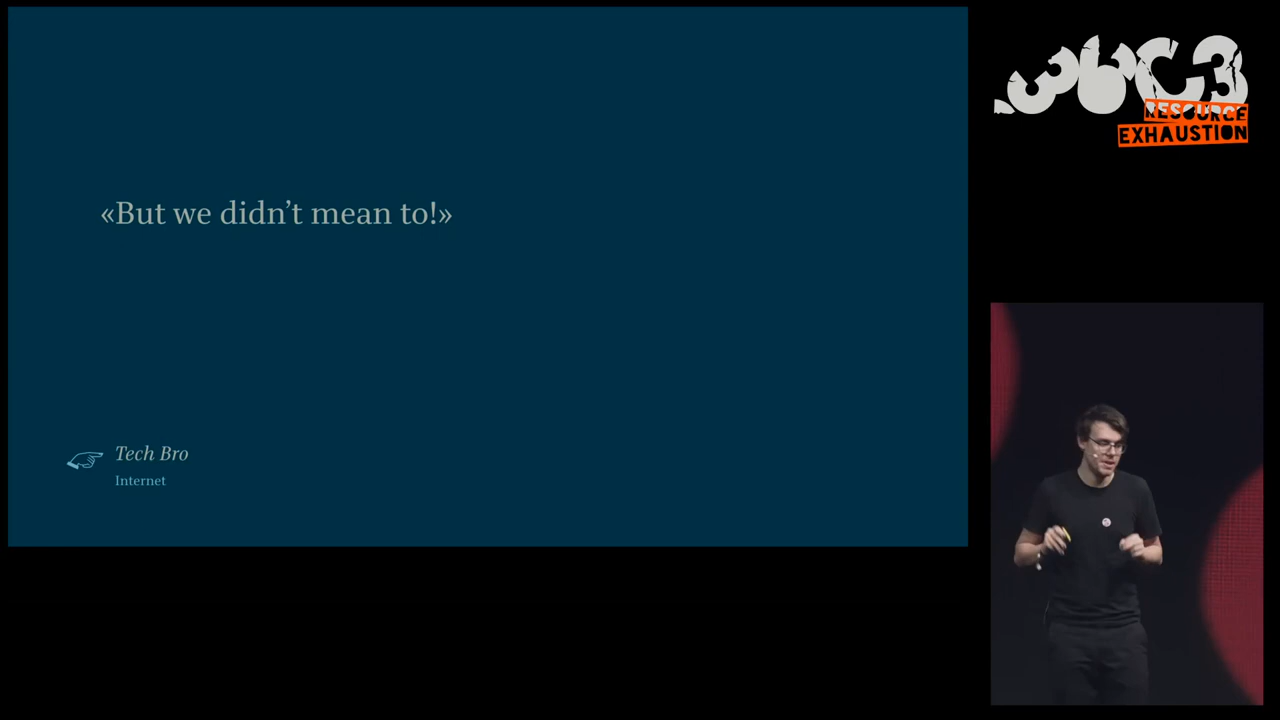 «But we didn't mean to!»
Tech Bro
Internet
36C3
RESOURCE
EXHAUSTION